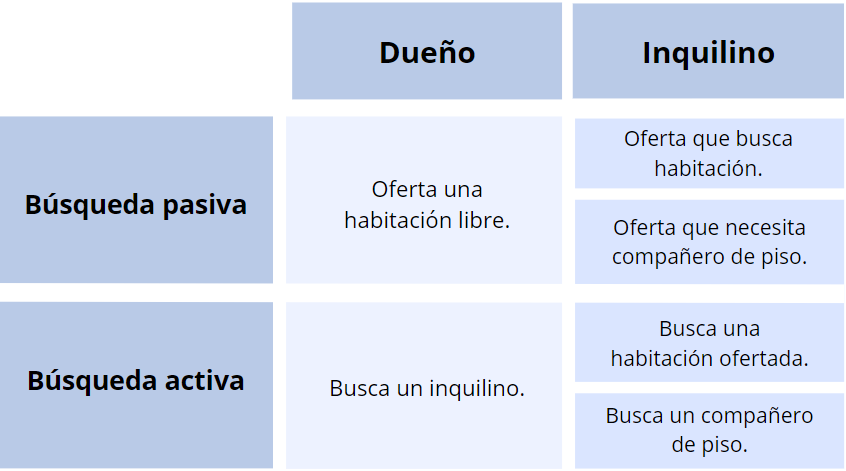 Dueño
Inquilino
Búsqueda pasiva
Oferta una
habitación libre.
Oferta que busca
habitación.
Oferta que necesita
compañero de piso.
Búsqueda activa
Busca un inquilino.
Busca una
habitación ofertada.
Busca un compañero
de piso.